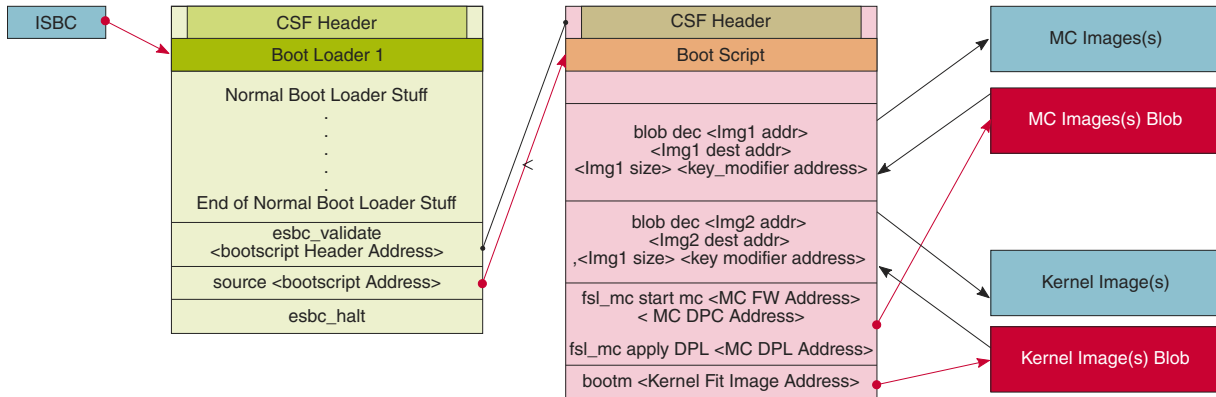 ISBC
CSF Header
Boot Loader 1
Normal Boot Loader Stuff
.
.
.
.
.
End of Normal Boot Loader Stuff
esbc_validate
<bootscript Header Address>
source <bootscript Address>
esbc_halt
CSF Header
Boot Script
blob dec <Img1 addr>
<Img1 dest addr>
<Img1 size> <key_modifier address>
blob dec <Img2 addr>
<Img2 dest addr>
,<Img1 size> <key modifier address>
fsl_mc start mc <MC FW Address>
< MC DPC Address>
fsl_mc apply DPL <MC DPL Address>
bootm <Kernel Fit Image Address>
MC Images(s)
MC Images(s) Blob
Kernel Image(s)
Kernel Image(s) Blob